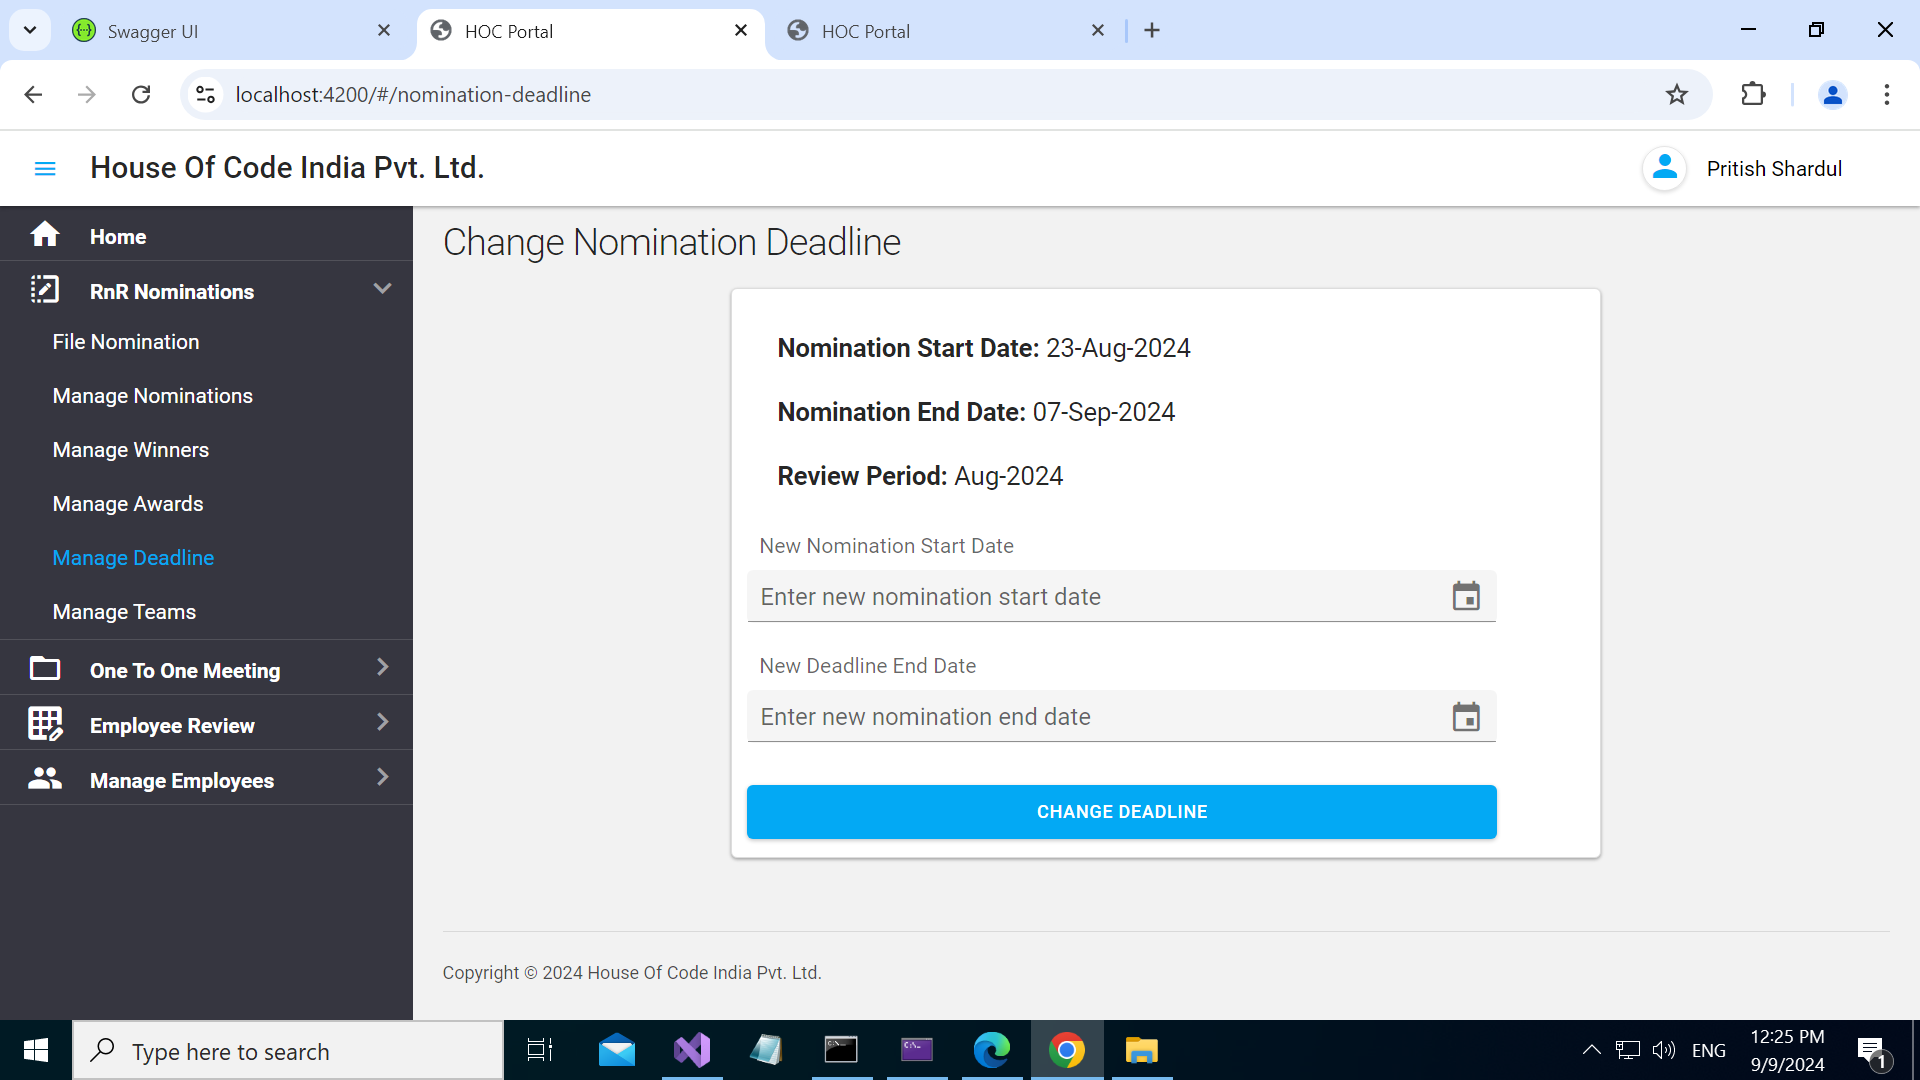 Swagger UI
HOC Portal
HOC Portal
localhost:4200/#/nomination-deadline
House Of Code India Pvt. Ltd.
Pritish Shardul
Home
RnR Nominations
File Nomination
Manage Nominations
Manage Winners
Manage Awards
Manage Deadline
Manage Teams
One To One Meeting
Employee Review
Manage Employees
Change Nomination Deadline
Nomination Start Date: 23-Aug-2024
Nomination End Date: 07-Sep-2024
Review Period: Aug-2024
New Nomination Start Date
Enter new nomination start date
New Deadline End Date
Enter new nomination end date
CHANGE DEADLINE
Copyright © 2024 House Of Code India Pvt. Ltd.
Type here to search
ENG
12:25 PM
9/9/2024
1